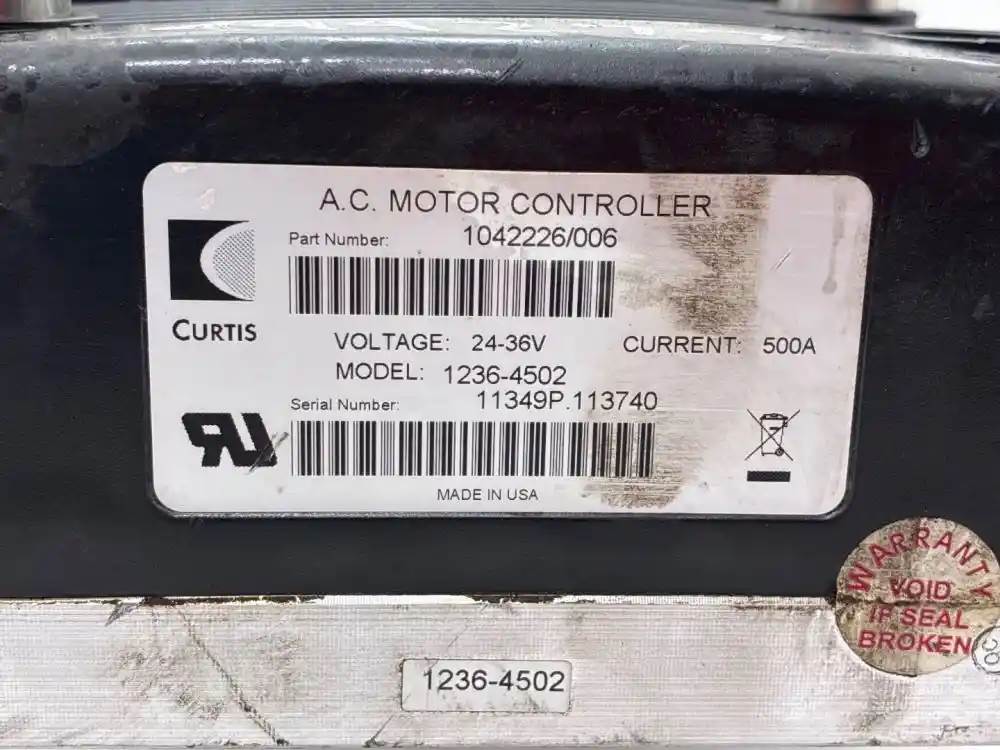 A.C. MOTOR CONTROLLER
Part Number: 1042226/006
CURTIS
VOLTAGE: 24-36V CURRENT: 500A
MODEL: 1236-4502
Serial Number: 11349P.113740
MADE IN USA
WARRANTY
VOID
IF SEAL
BROKEN
QC
1236-4502